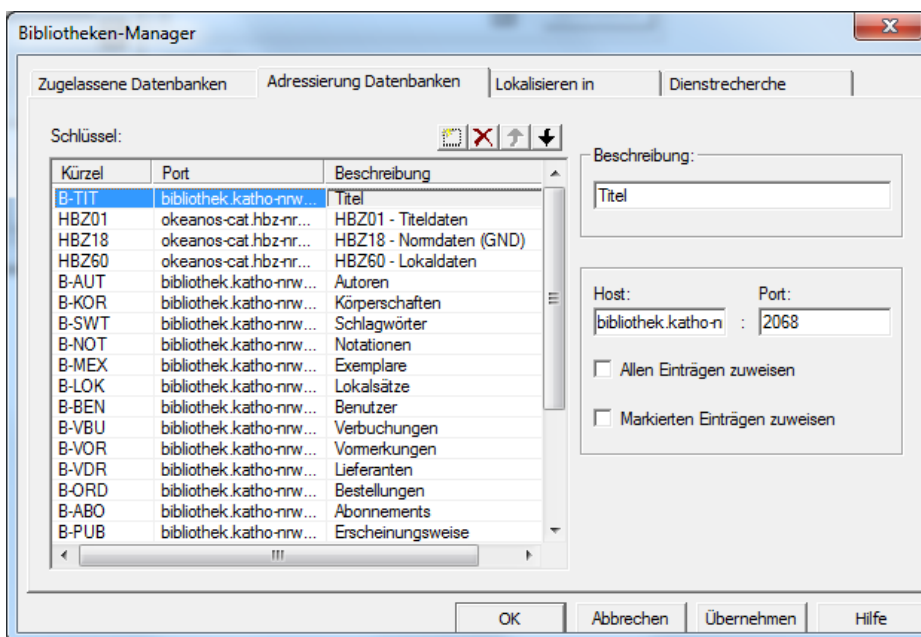 Bibliotheken-Manager
Zugelassene Datenbanken Adressierung Datenbanken Lokalisieren in Dienstrecherche
Schlüssel:
Kürzel Port Beschreibung
B-TIT bibliothek.katho-nrw... Titel
HBZ01 okeanos-cat.hbz-nr... HBZ01 - Titeldaten
HBZ18 okeanos-cat.hbz-nr... HBZ18 - Normdaten (GND)
HBZ60 okeanos-cat.hbz-nr... HBZ60 - Lokaldaten
B-AUT bibliothek.katho-nrw... Autoren
B-KOR bibliothek.katho-nrw... Körperschaften
B-SWT bibliothek.katho-nrw... Schlagwörter
B-NOT bibliothek.katho-nrw... Notationen
B-MEX bibliothek.katho-nrw... Exemplare
B-LOK bibliothek.katho-nrw... Lokalsätze
B-BEN bibliothek.katho-nrw... Benutzer
B-VBU bibliothek.katho-nrw... Verbuchungen
B-VOR bibliothek.katho-nrw... Vormerkungen
B-VDR bibliothek.katho-nrw... Lieferanten
B-ORD bibliothek.katho-nrw... Bestellungen
B-ABO bibliothek.katho-nrw... Abonnements
B-PUB bibliothek.katho-nrw... Erscheinungsweise
Beschreibung:
Titel
Host: Port:
bibliothek.katho-n : 2068
Allen Einträgen zuweisen
Markierten Einträgen zuweisen
OK Abbrechen Übernehmen Hilfe